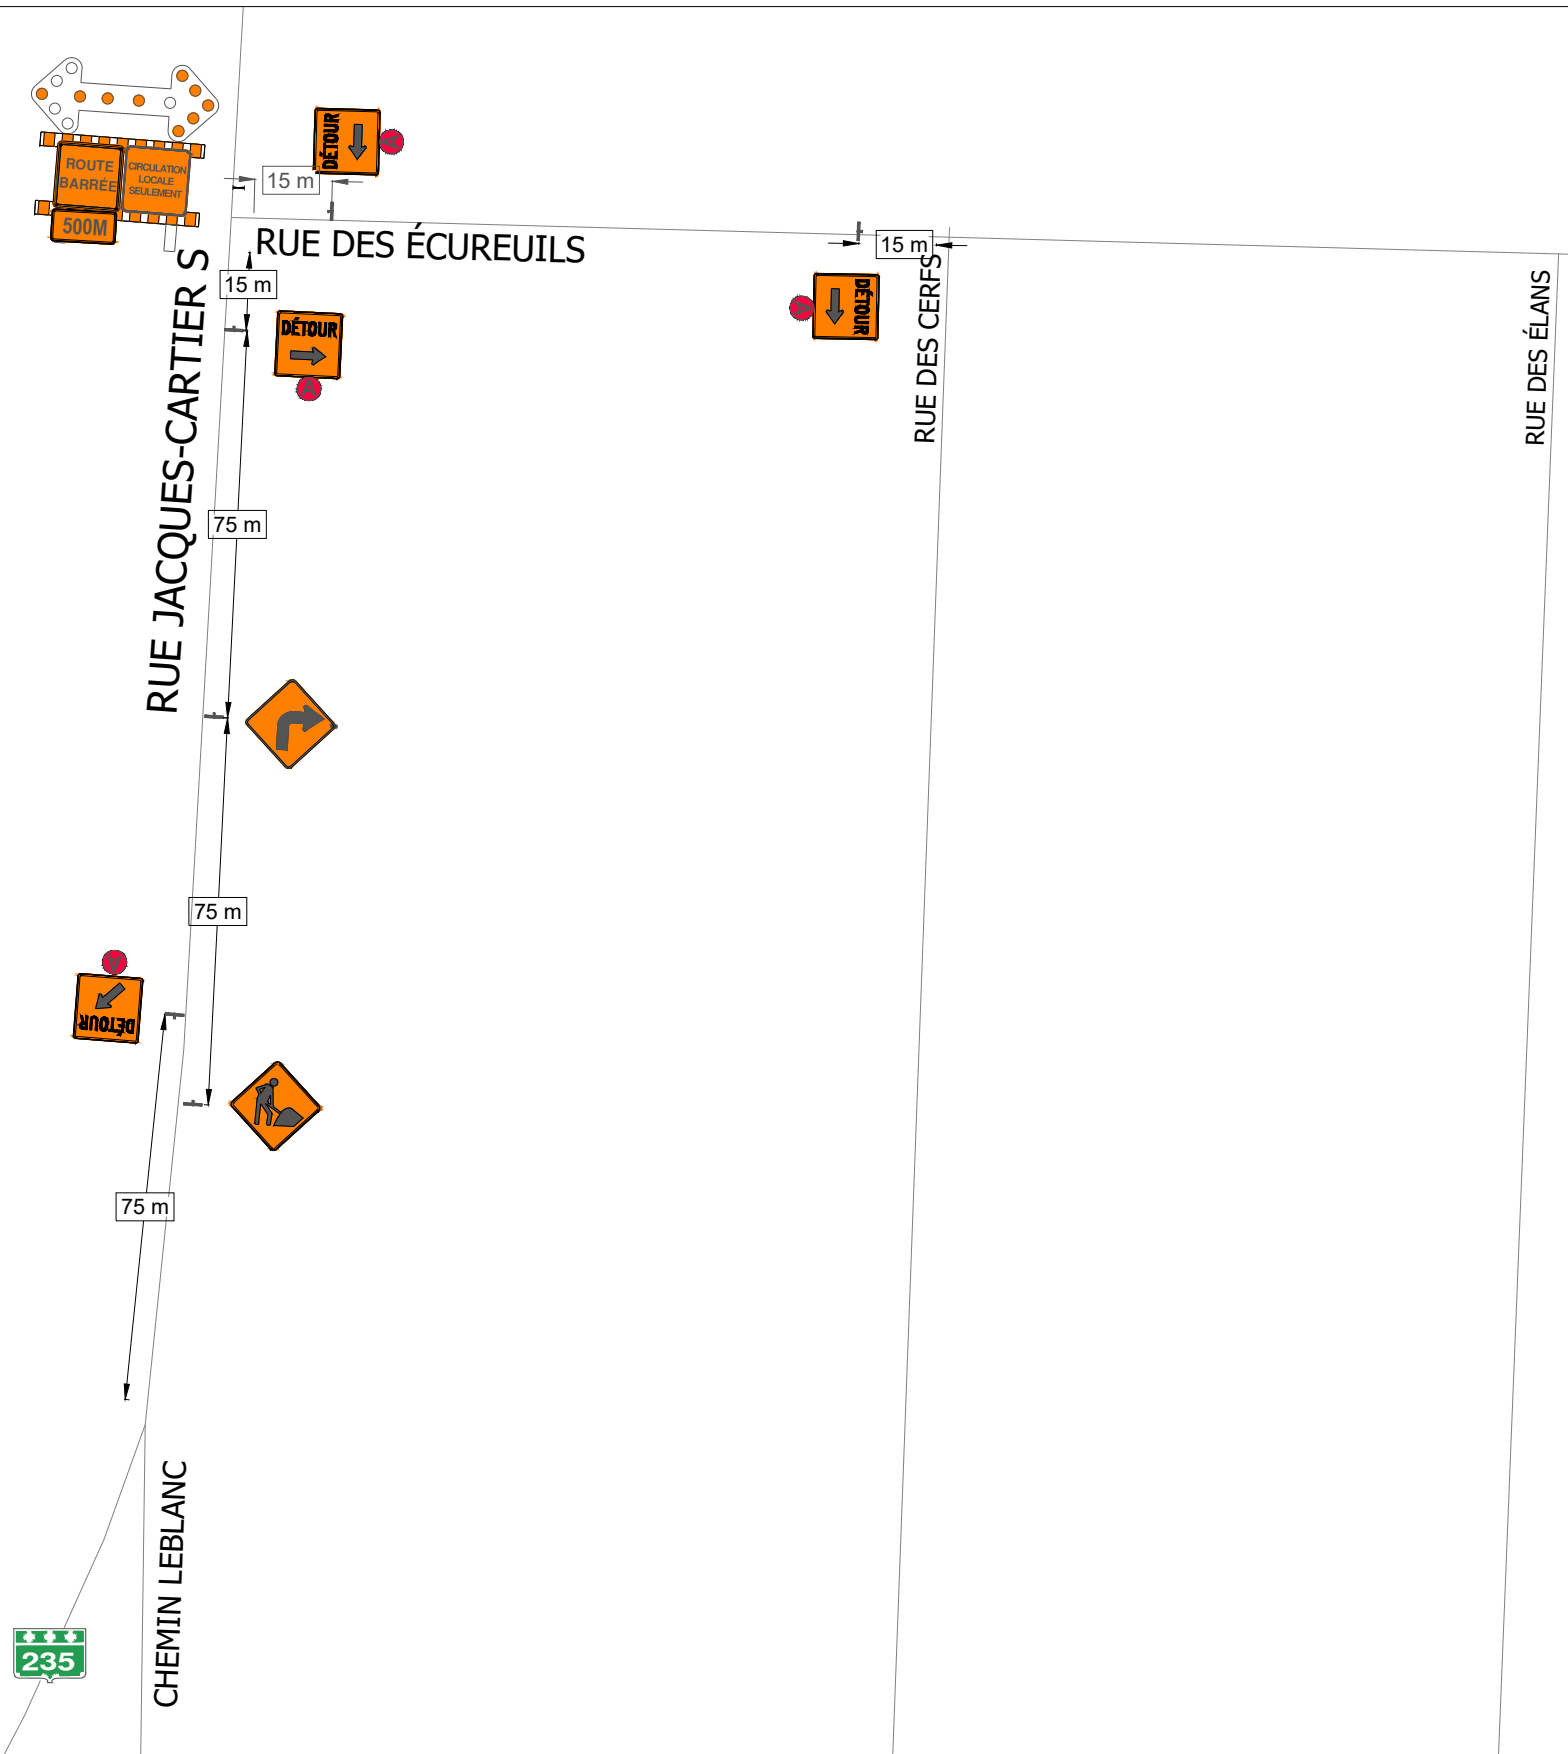 DÉTOUR
A
ROUTE
BARRÉE
CIRCULATION
LOCALE
SEULEMENT
500M
15 m
RUE DES ÉCUREUILS
15 m
15 m
DÉTOUR
A
DÉTOUR
A
RUE JACQUES-CARTIER S
RUE DES CERFS
RUE DES ÉLANS
75 m
75 m
A
DÉTOUR
75 m
CHEMIN LEBLANC
235